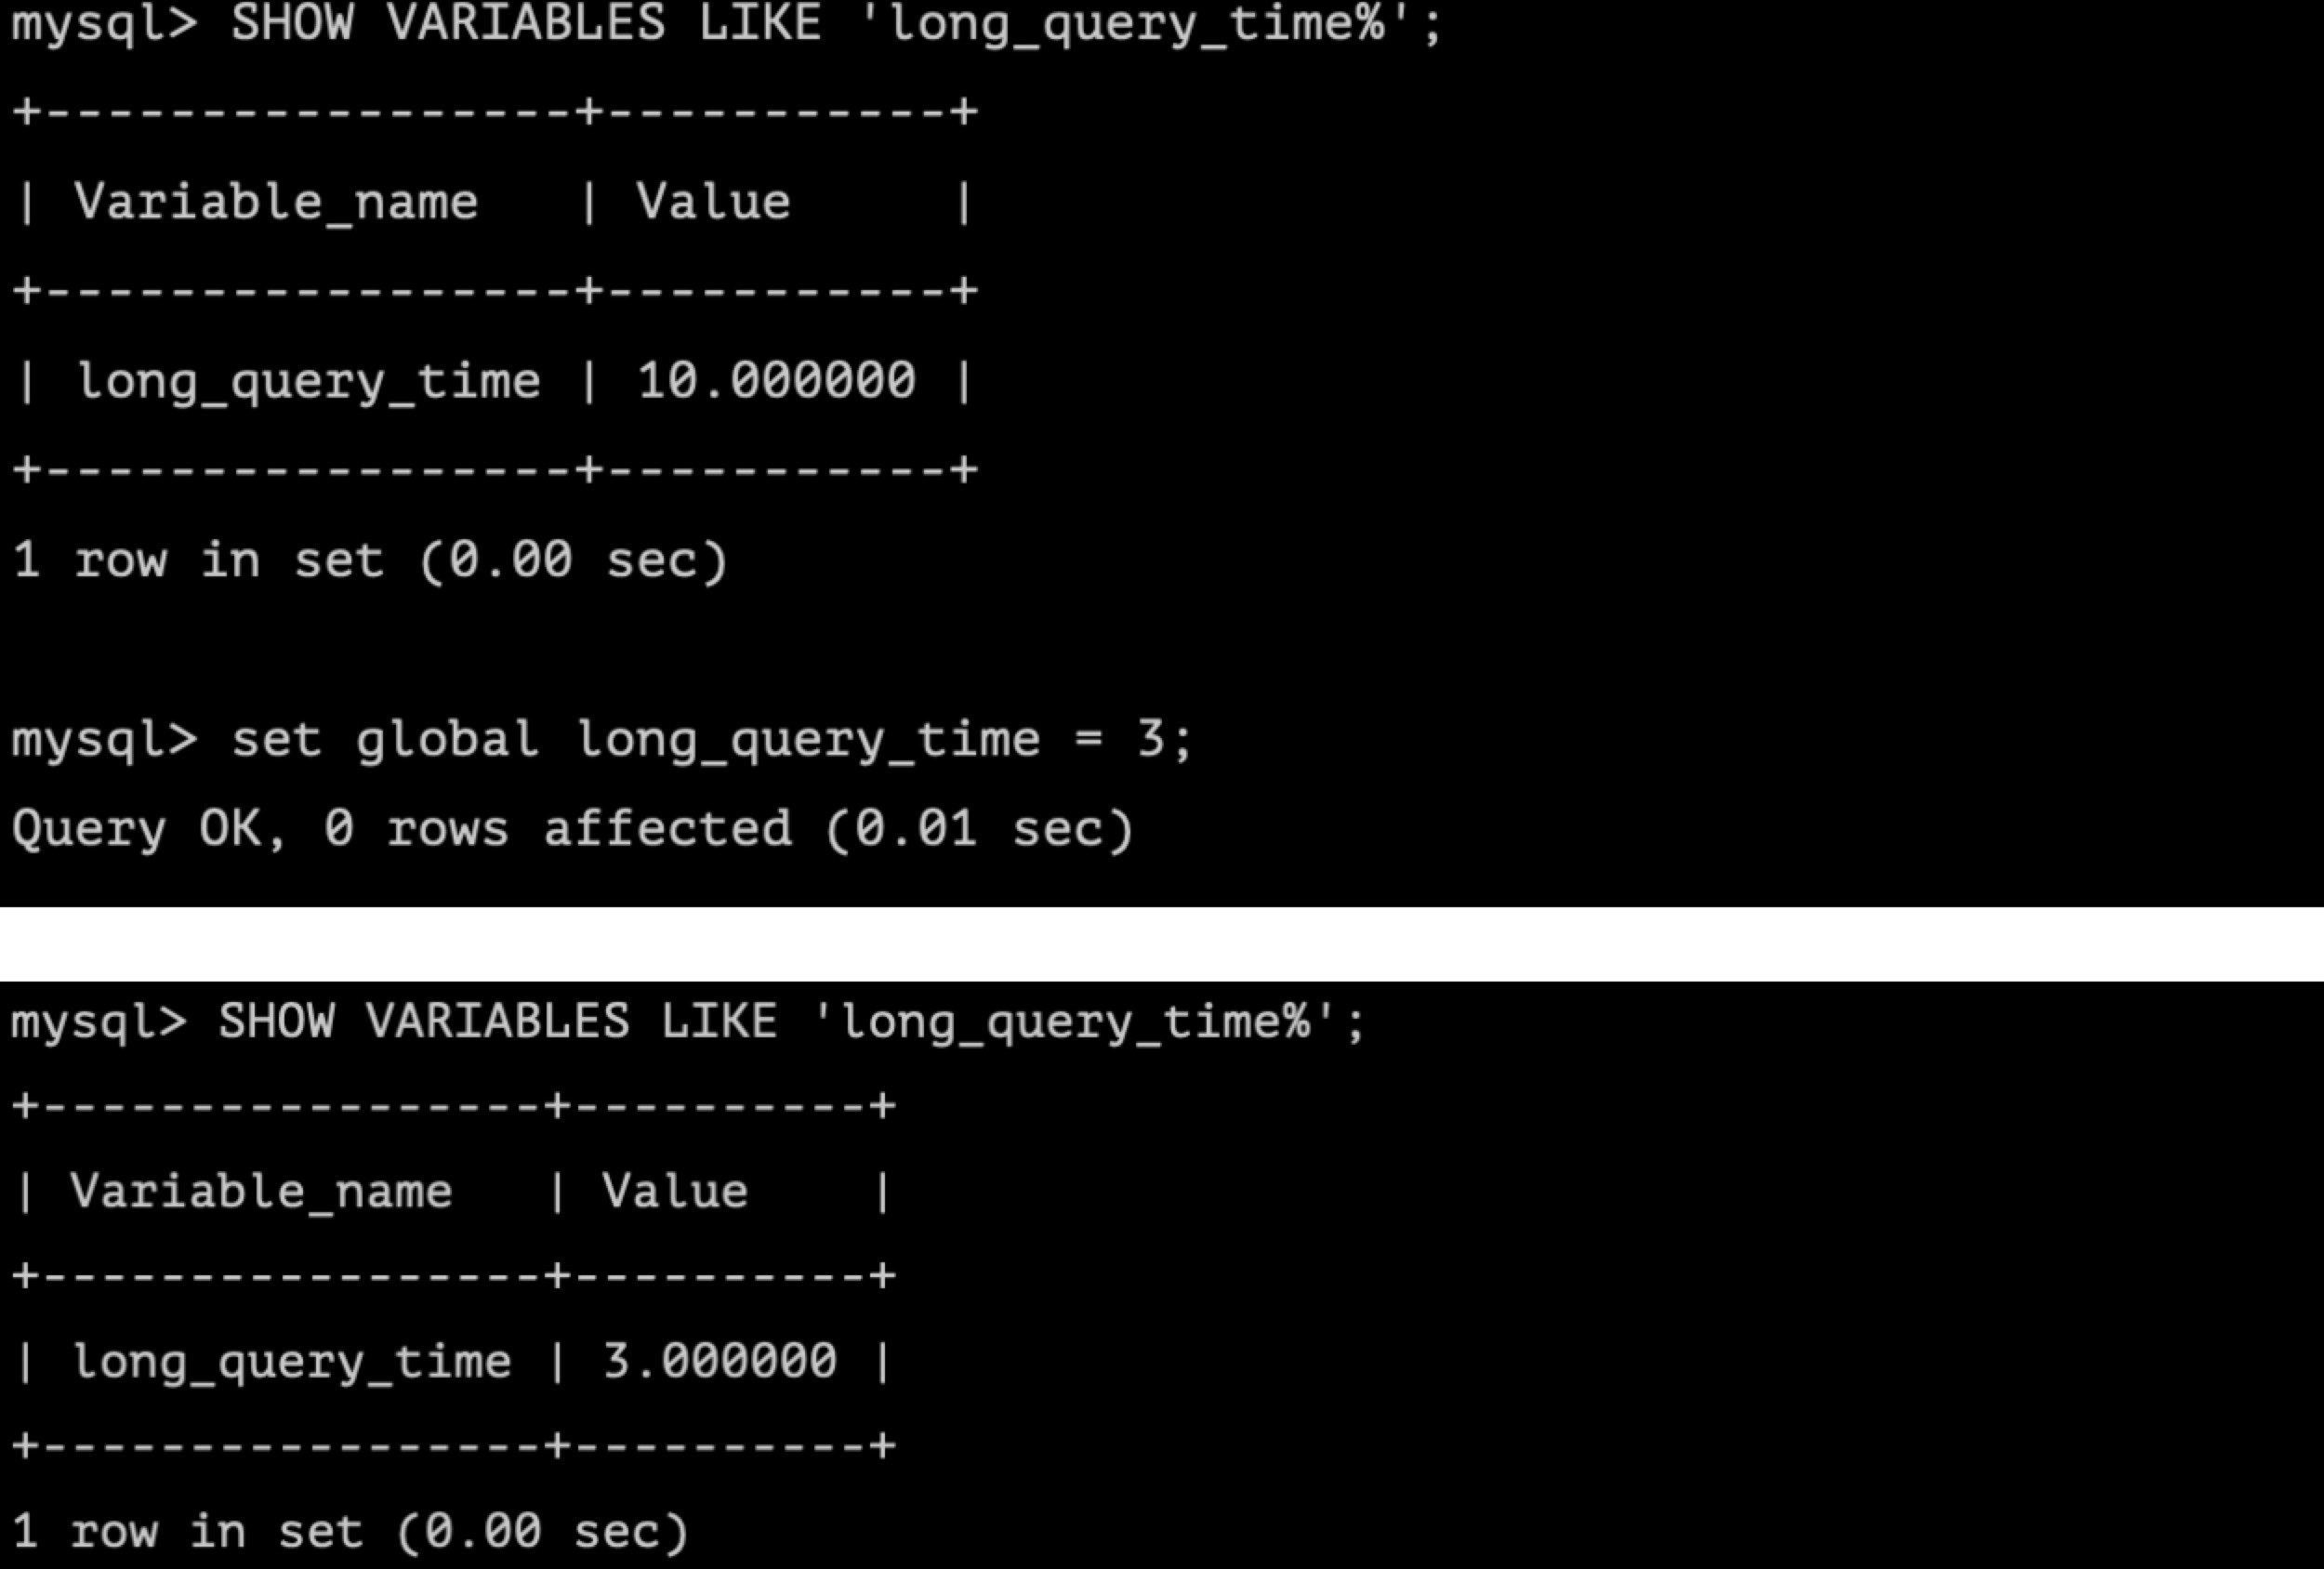 mysql> SHOW VARIABLES LIKE 'long_query_time%';
+-----------------+-----------+
| Variable_name   | Value     |
+-----------------+-----------+
| long_query_time | 10.000000 |
+-----------------+-----------+
1 row in set (0.00 sec)
mysql> set global long_query_time = 3;
Query OK, 0 rows affected (0.01 sec)
mysql> SHOW VARIABLES LIKE 'long_query_time%';
+-----------------+----------+
| Variable_name   | Value    |
+-----------------+----------+
| long_query_time | 3.000000 |
+-----------------+----------+
1 row in set (0.00 sec)